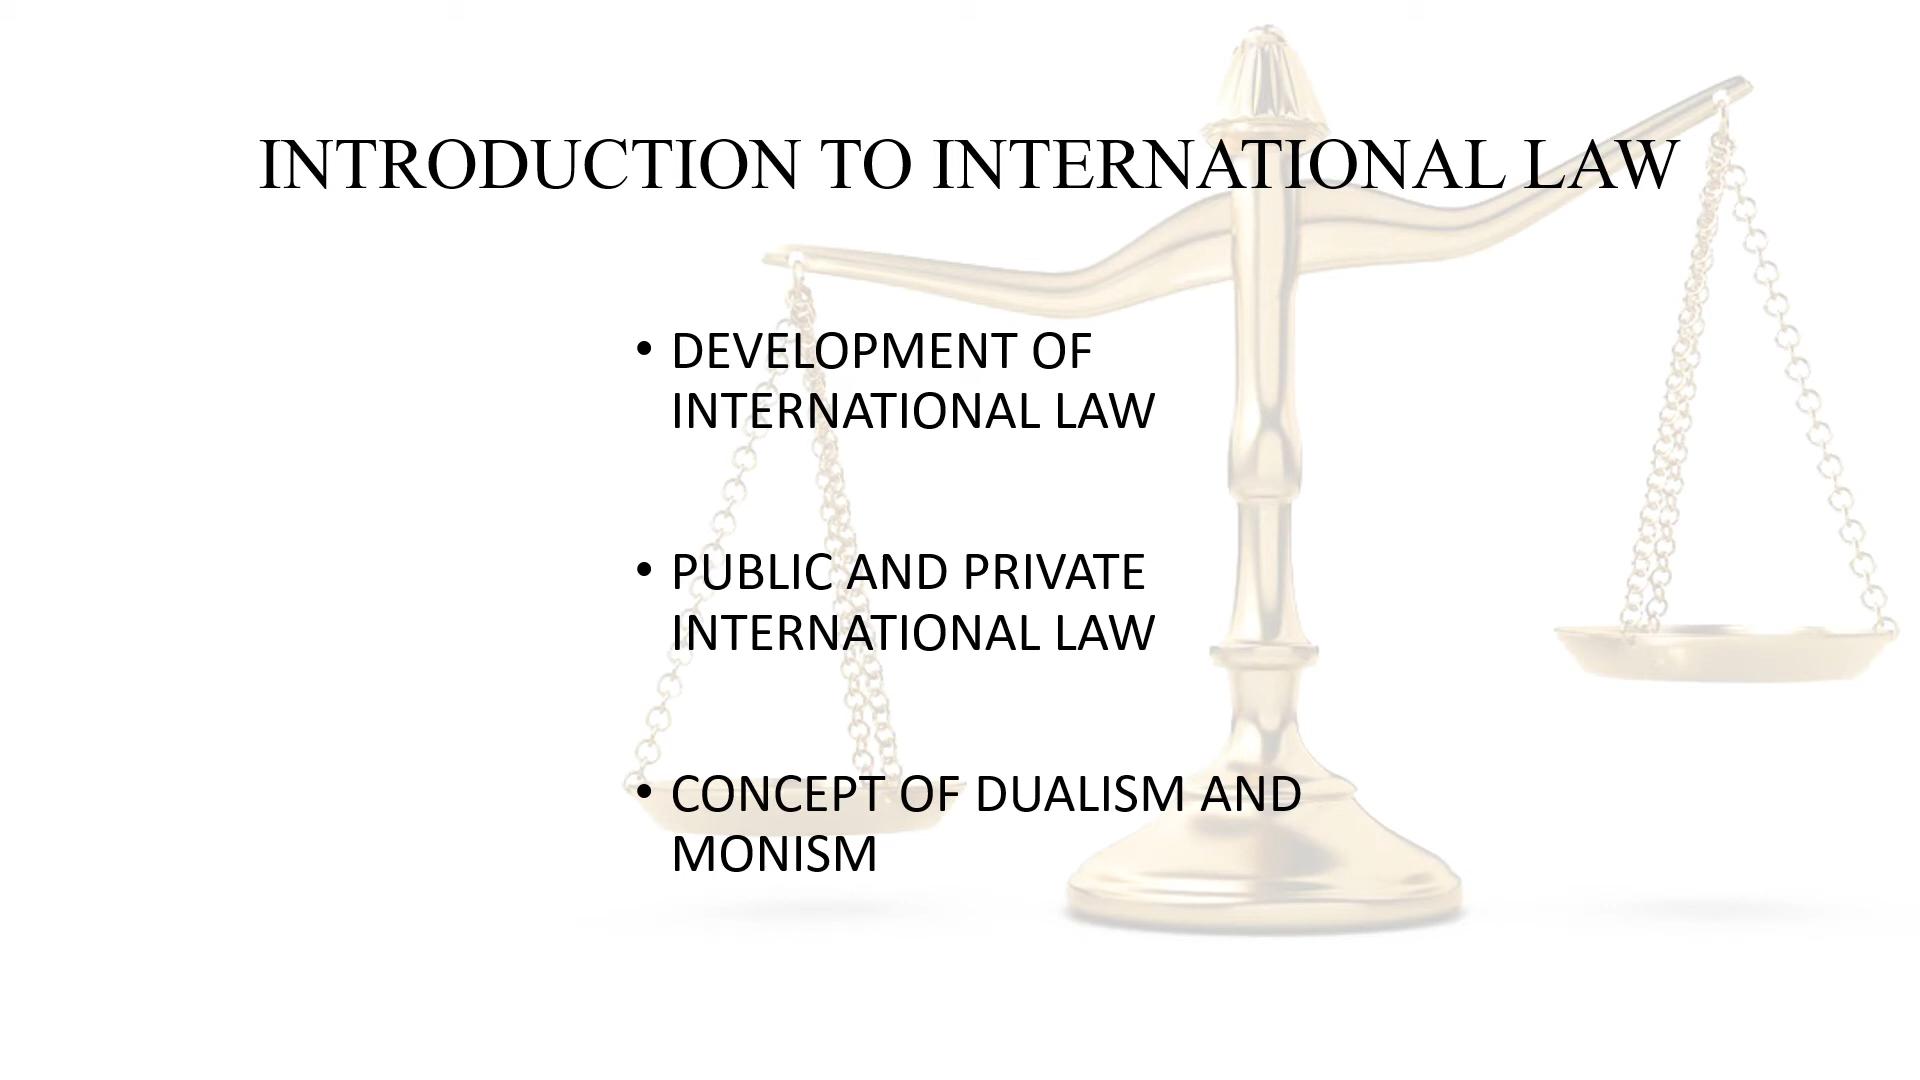 INTRODUCTION TO INTERNATIONAL LAW
• DEVELOPMENT OF
INTERNATIONAL LAW
• PUBLIC AND PRIVATE
INTERNATIONAL LAW
• CONCEPT OF DUALISM AND
MONISM